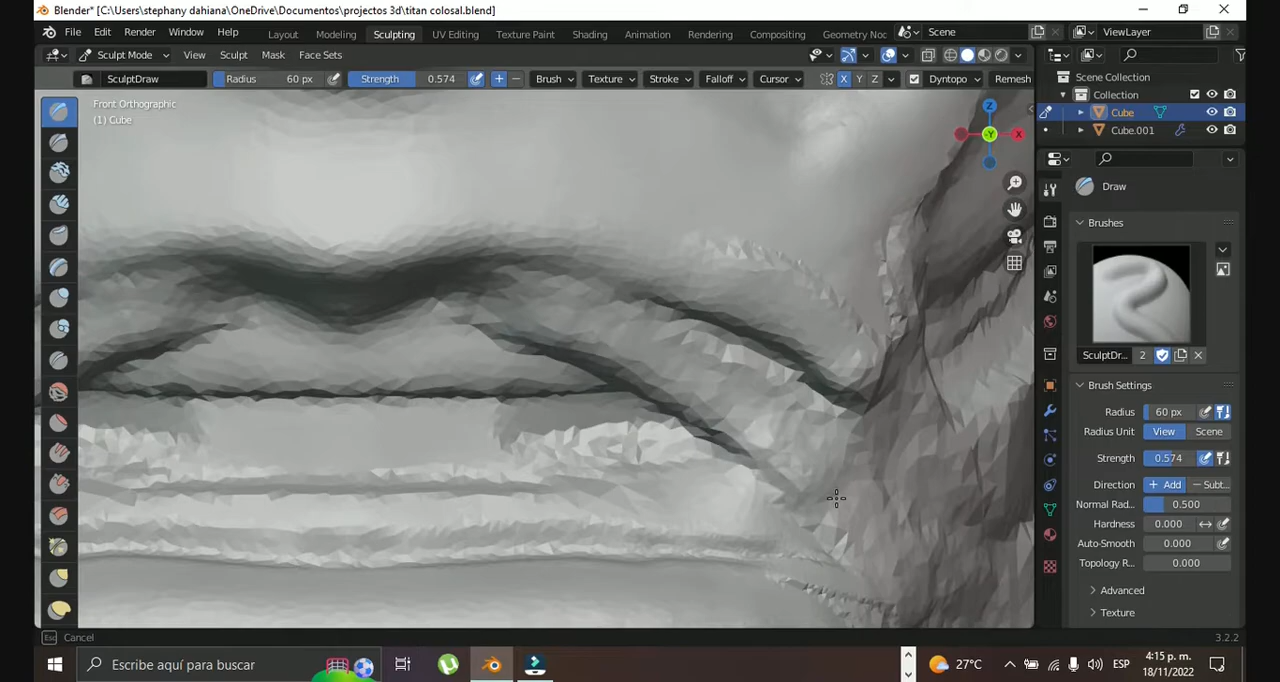 Blender* [C:\Users\stephany dahiana\OneDrive\Documentos\projectos 3d\titan colosal.blend]
File Edit Render Window Help Layout Modeling Sculpting UV Editing Texture Paint Shading Animation Rendering Compositing Geometry Noc Scene ViewLayer
Sculpt Mode View Sculpt Mask Face Sets
SculptDraw Radius 60 px Strength 0.574 + − Brush Texture Stroke Falloff Cursor X Y Z Dyntopo Remesh
Front Orthographic
(1) Cube
Z
-Y X
Scene Collection
Collection
Cube
Cube.001
Draw
Brushes
SculptDr... 2
Brush Settings
Radius 60 px
Radius Unit View Scene
Strength 0.574
Direction + Add − Subt...
Normal Rad... 0.500
Hardness 0.000
Auto-Smooth 0.000
Topology R... 0.000
Advanced
Texture
Esc Cancel 3.2.2
Escribe aquí para buscar 27°C ESP 4:15 p. m.
18/11/2022